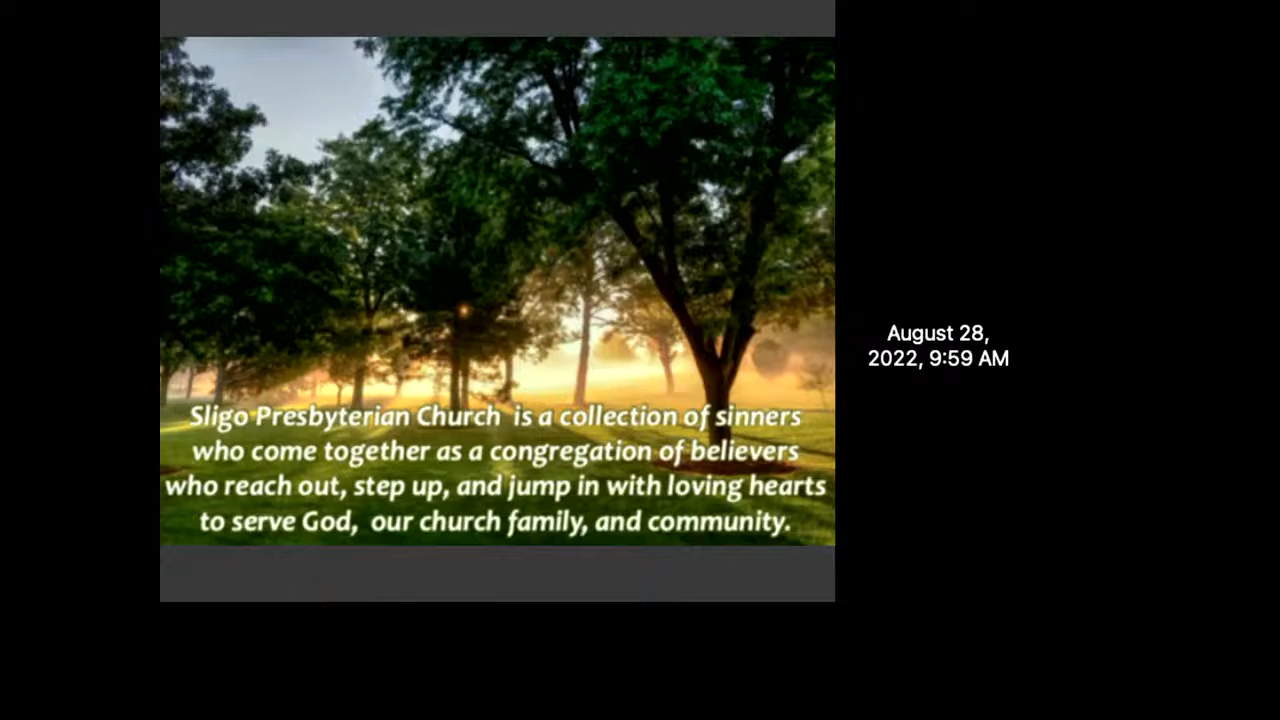 Sligo Presbyterian Church is a collection of sinners
who come together as a congregation of believers
who reach out, step up, and jump in with loving hearts
to serve God, our church family, and community.
August 28,
2022, 9:59 AM